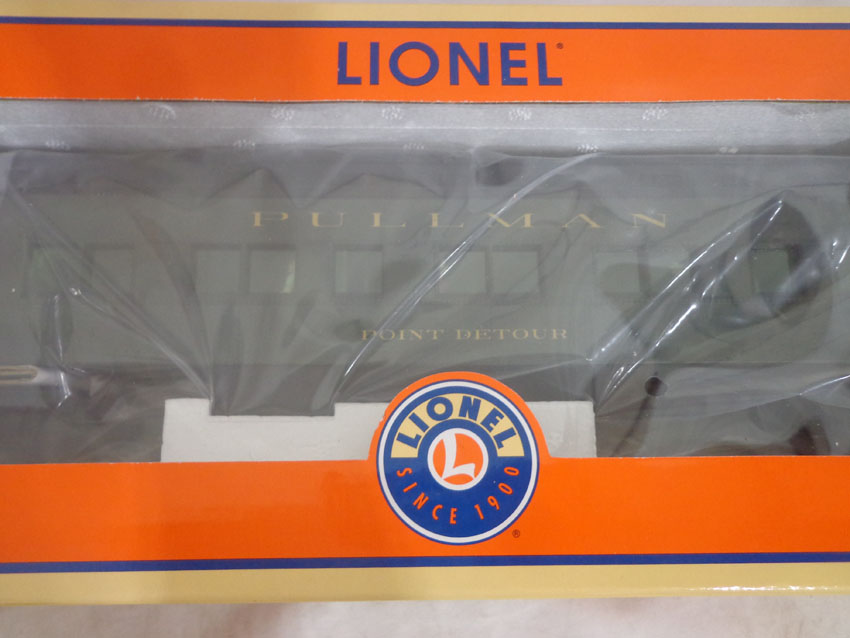 LIONEL®
PULLMAN
POINT DETOUR
LIONEL
L
SINCE 1900
®